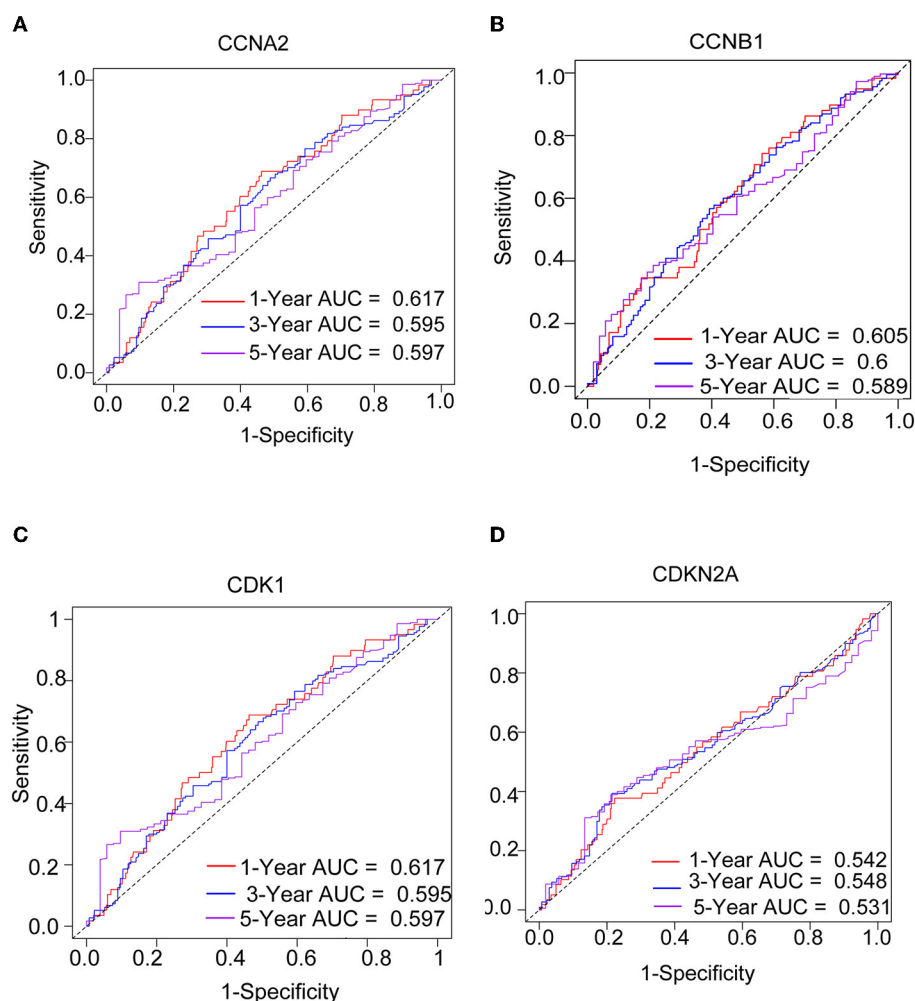 A
CCNA2
1.0
0.8
0.6
0.4
0.2
0.0
Sensitivity
1-Year AUC = 0.617
3-Year AUC = 0.595
5-Year AUC = 0.597
0.0 0.2 0.4 0.6 0.8 1.0
1-Specificity
B
CCNB1
1.0
0.8
0.6
0.4
0.2
0.0
Sensitivity
1-Year AUC = 0.605
3-Year AUC = 0.6
5-Year AUC = 0.589
0.0 0.2 0.4 0.6 0.8 1.0
1-Specificity
C
CDK1
1
0.8
0.6
0.4
0.2
0.0
Sensitivity
1-Year AUC = 0.617
3-Year AUC = 0.595
5-Year AUC = 0.597
0.0 0.2 0.4 0.6 0.8 1
1-Specificity
D
CDKN2A
1.0
0.8
0.6
0.4
0.2
0.0
1-Year AUC = 0.542
3-Year AUC = 0.548
5-Year AUC = 0.531
0.0 0.2 0.4 0.6 0.8 1.0
1-Specificity